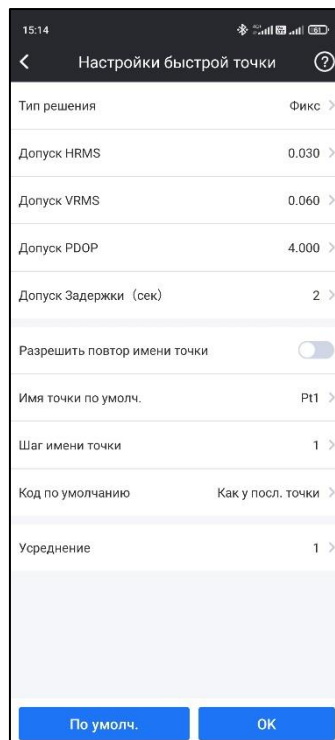 15:14
Настройки быстрой точки
Тип решения Фикс
Допуск HRMS 0.030
Допуск VRMS 0.060
Допуск PDOP 4.000
Допуск Задержки (сек) 2
Разрешить повтор имени точки
Имя точки по умолч. Pt1
Шаг имени точки 1
Код по умолчанию Как у посл. точки
Усреднение 1
По умолч. OK